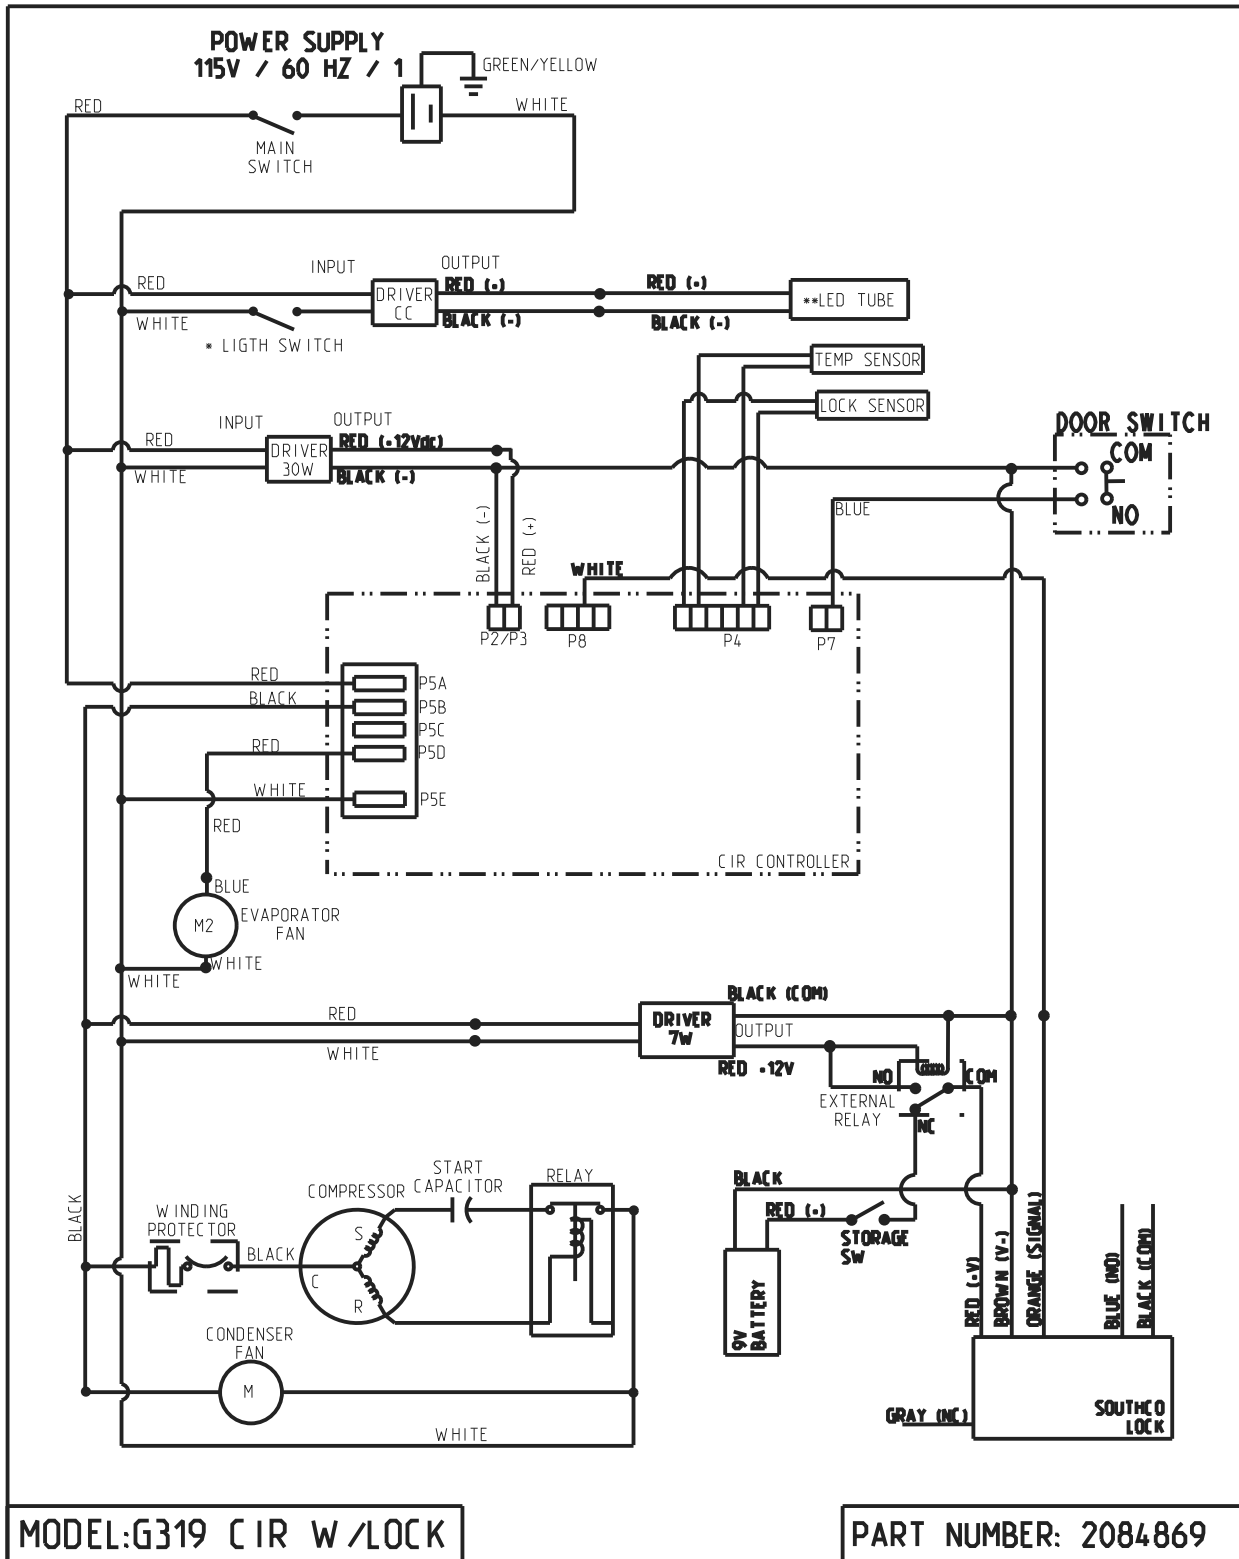 POWER SUPPLY
115V / 60 HZ / 1
GREEN/YELLOW
RED
WHITE
MAIN
SWITCH
INPUT
OUTPUT
RED
RED (+)
RED (+)
DRIVER
CC
**LED TUBE
WHITE
BLACK (-)
BLACK (-)
* LIGTH SWITCH
TEMP SENSOR
LOCK SENSOR
INPUT
OUTPUT
DOOR SWITCH
RED
RED (+12Vdc)
DRIVER
30W
COM
WHITE
BLACK (-)
BLUE
NO
BLACK (-)
RED (+)
WHITE
P2/P3
P8
P4
P7
RED
P5A
BLACK
P5B
P5C
RED
P5D
WHITE
P5E
RED
CIR CONTROLLER
BLUE
M2
EVAPORATOR
FAN
WHITE
WHITE
BLACK (COM)
RED
DRIVER
7W
OUTPUT
WHITE
RED +12V
NO
COM
EXTERNAL
RELAY
NC
START
CAPACITOR
RELAY
COMPRESSOR
BLACK
BLACK
WINDING
PROTECTOR
RED (+)
S
STORAGE
SW
BLACK
C
R
RED (+V)
BROWN (V-)
ORANGE (SIGNAL)
BLUE (NO)
BLACK (COM)
9V
BATTERY
CONDENSER
FAN
M
SOUTHCO
LOCK
GRAY (NC)
WHITE
MODEL:G319 CIR W/LOCK
PART NUMBER: 2084869